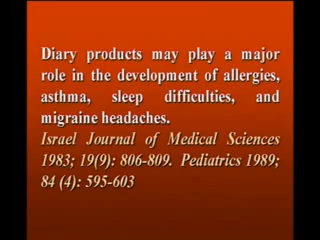 Diary products may play a major
role in the development of allergies,
asthma, sleep difficulties, and
migraine headaches.
Israel Journal of Medical Sciences
1983; 19(9): 806-809. Pediatrics 1989;
84 (4): 595-603